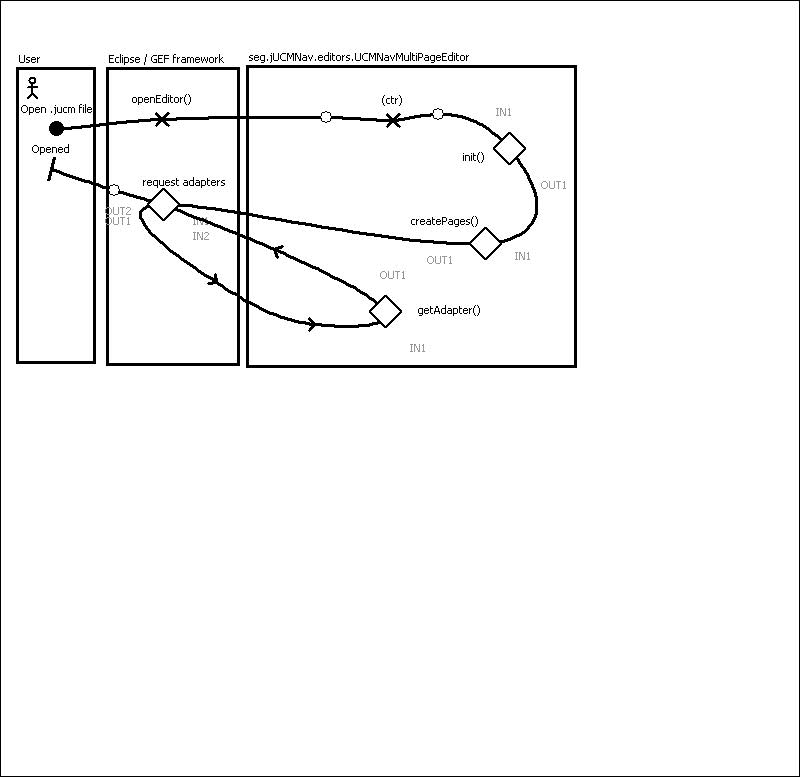 User
Eclipse / GEF framework
seg.jUCMNav.editors.UCMNavMultiPageEditor
Open .jucm file
openEditor()
(ctr)
IN1
Opened
init()
request adapters
OUT1
OUT2
OUT1
IN1
IN2
createPages()
OUT1
IN1
OUT1
getAdapter()
IN1